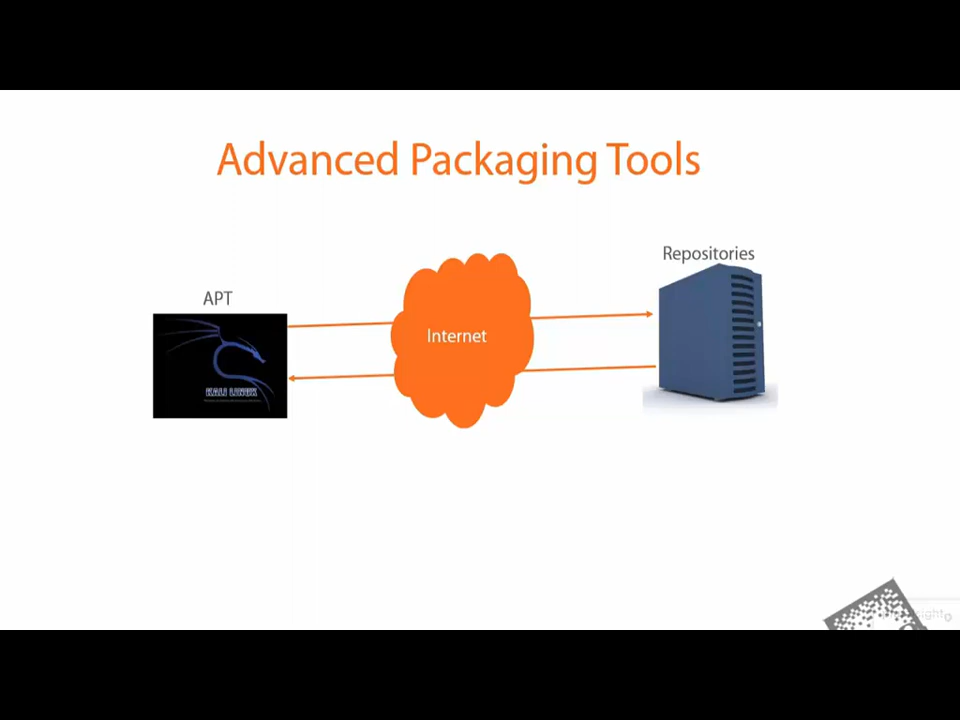 Advanced Packaging Tools
Repositories
APT
Internet
KALI LINUX